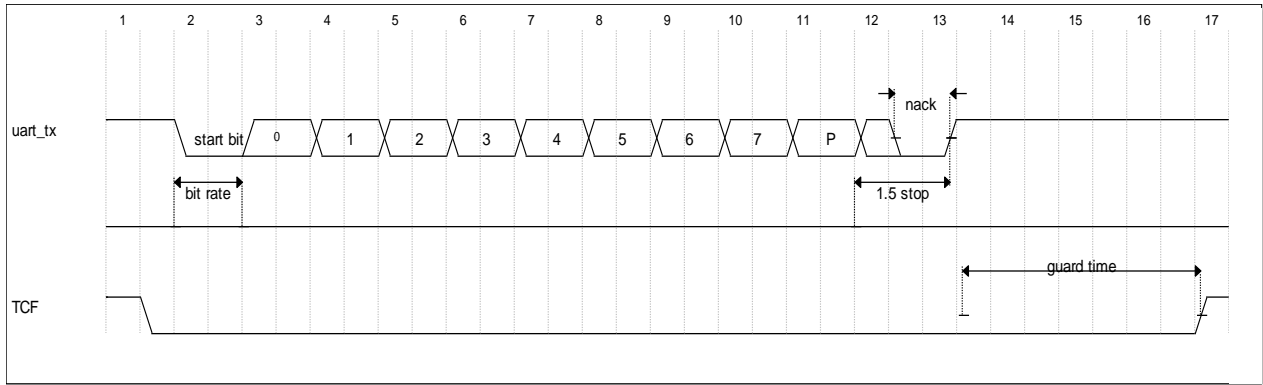 1 2 3 4 5 6 7 8 9 10 11 12 13 14 15 16 17
nack
uart_tx start bit 0 1 2 3 4 5 6 7 P
bit rate 1.5 stop
guard time
TCF